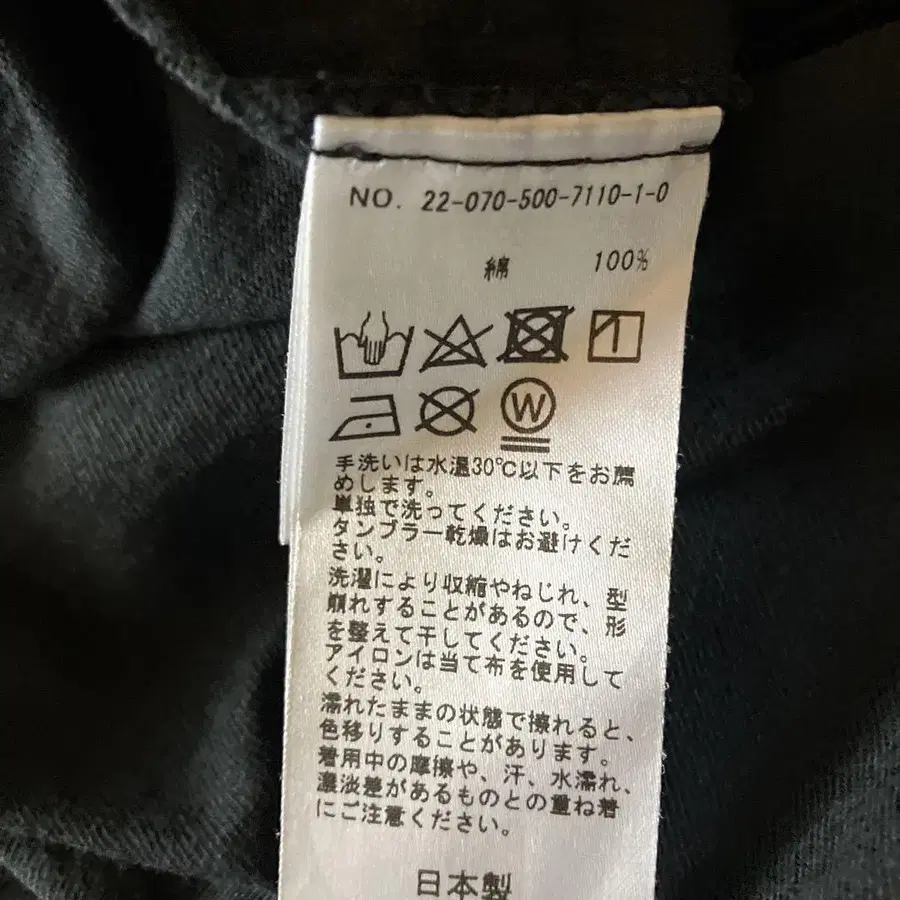 NO. 22-070-500-7110-1-0
綿 100%
W
手洗いは水温30℃以下をお薦
めします。
単独で洗ってください。
タンブラー乾燥はお避けくだ
さい。
洗濯により収縮やねじれ、型
崩れすることがあるので、形
を整えて干してください。
アイロンは当て布を使用して
ください。
濡れたままの状態で擦れると、
色移りすることがあります。
着用中の摩擦や、汗、水濡れ、
濃淡差があるものとの重ね着
にご注意ください。
日本製